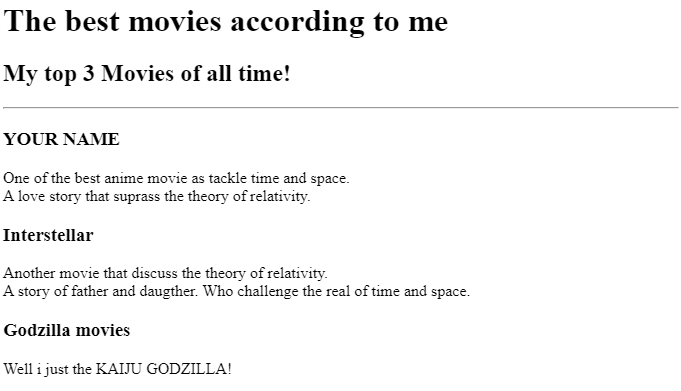 The best movies according to me
My top 3 Movies of all time!
YOUR NAME
One of the best anime movie as tackle time and space.
A love story that suprass the theory of relativity.
Interstellar
Another movie that discuss the theory of relativity.
A story of father and daugther. Who challenge the real of time and space.
Godzilla movies
Well i just the KAIJU GODZILLA!